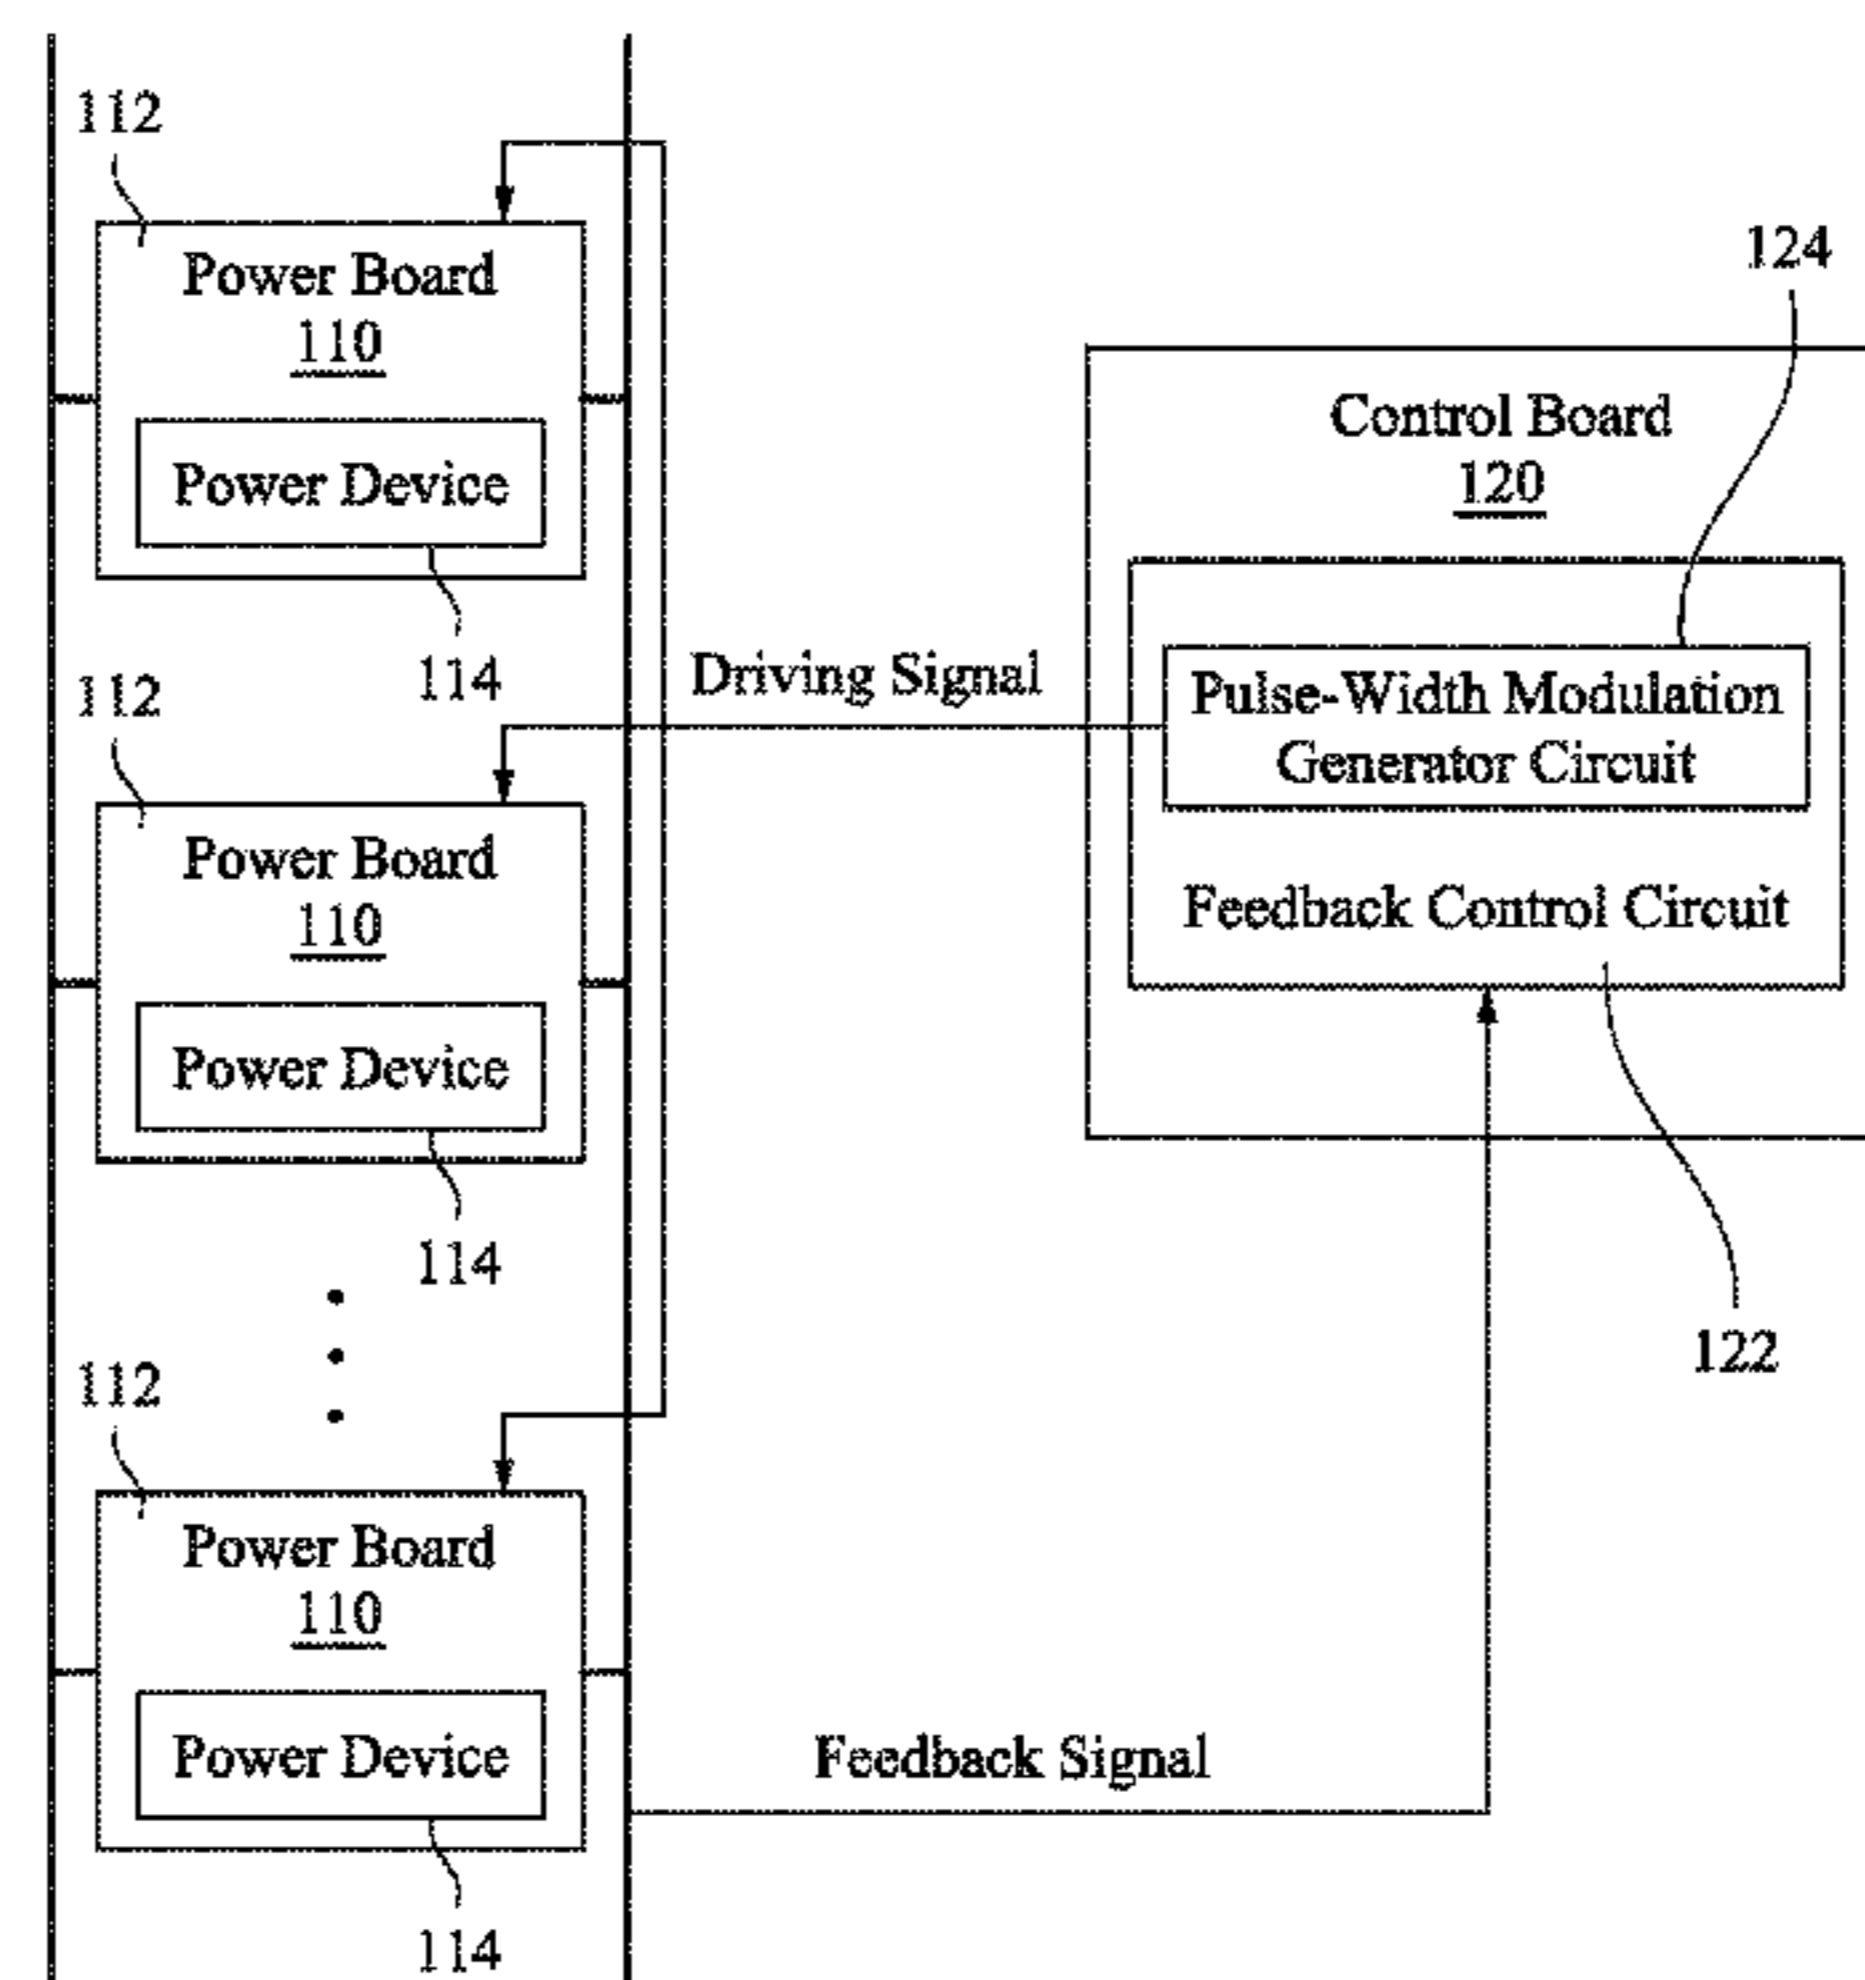 112
Power Board
110
Power Device
114
112
Power Board
110
Power Device
114
112
Power Board
110
Power Device
114
Driving Signal
Feedback Signal
124
Control Board
120
Pulse-Width Modulation
Generator Circuit
Feedback Control Circuit
122